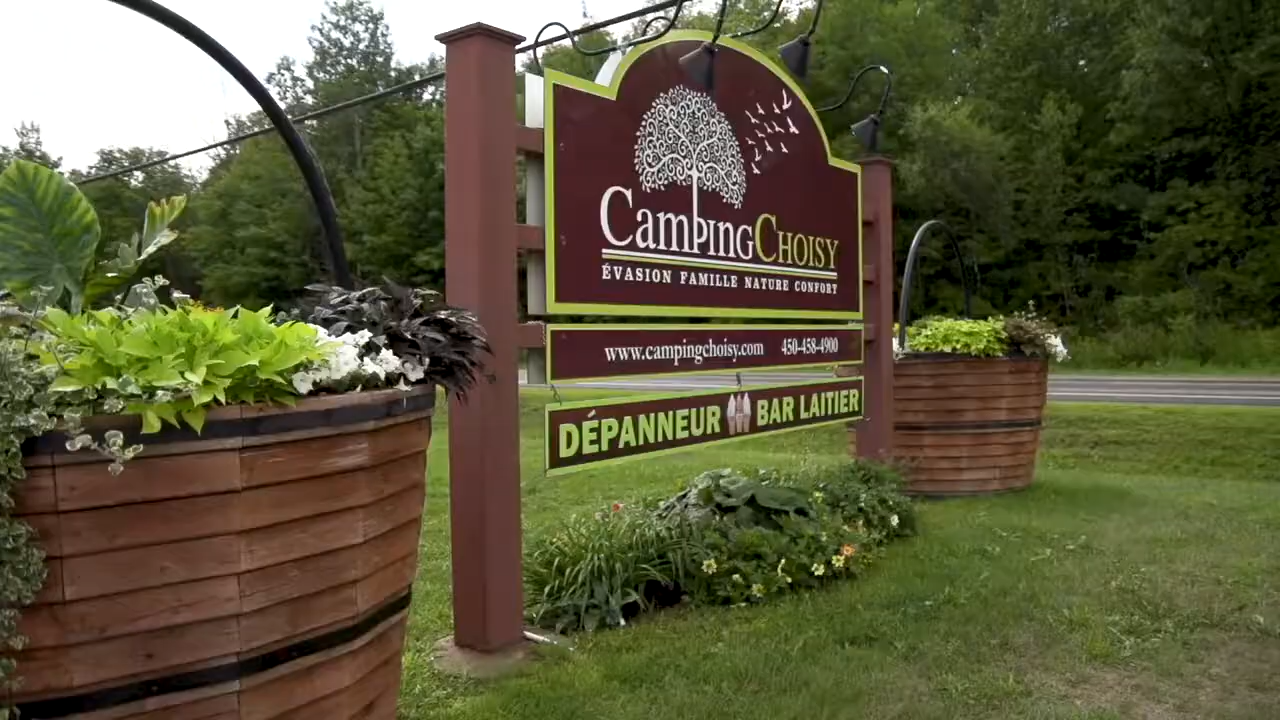 CampingChoisy
ÉVASION FAMILLE NATURE CONFORT
www.campingchoisy.com 450-458-4900
DÉPANNEUR BAR LAITIER